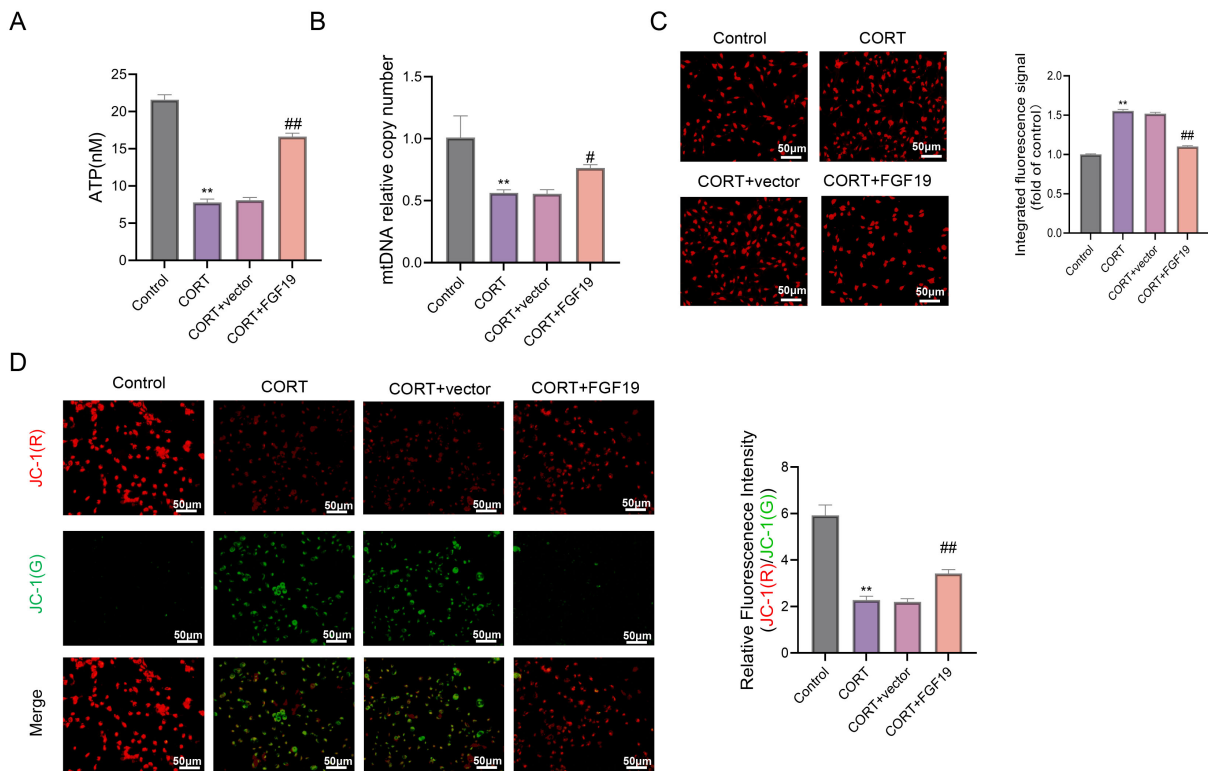 A
ATP(nM)
25
20
15
10
5
0
**
##
Control
CORT
CORT+vector
CORT+FGF19
B
mtDNA relative copy number
1.5
1.0
0.5
0.0
**
#
Control
CORT
CORT+vector
CORT+FGF19
C
Control
CORT
50μm
50μm
CORT+vector
CORT+FGF19
50μm
50μm
Integrated fluorescence signal
(fold of control)
2.0
1.5
1.0
0.5
0.0
**
##
Control
CORT
CORT+vector
CORT+FGF19
D
Control
CORT
CORT+vector
CORT+FGF19
JC-1(R)
50μm
50μm
50μm
50μm
JC-1(G)
50μm
50μm
50μm
50μm
Merge
50μm
50μm
50μm
50μm
Relative Fluorescenece Intensity
(JC-1(R)/JC-1(G))
8
6
4
2
0
**
##
Control
CORT
CORT+vector
CORT+FGF19